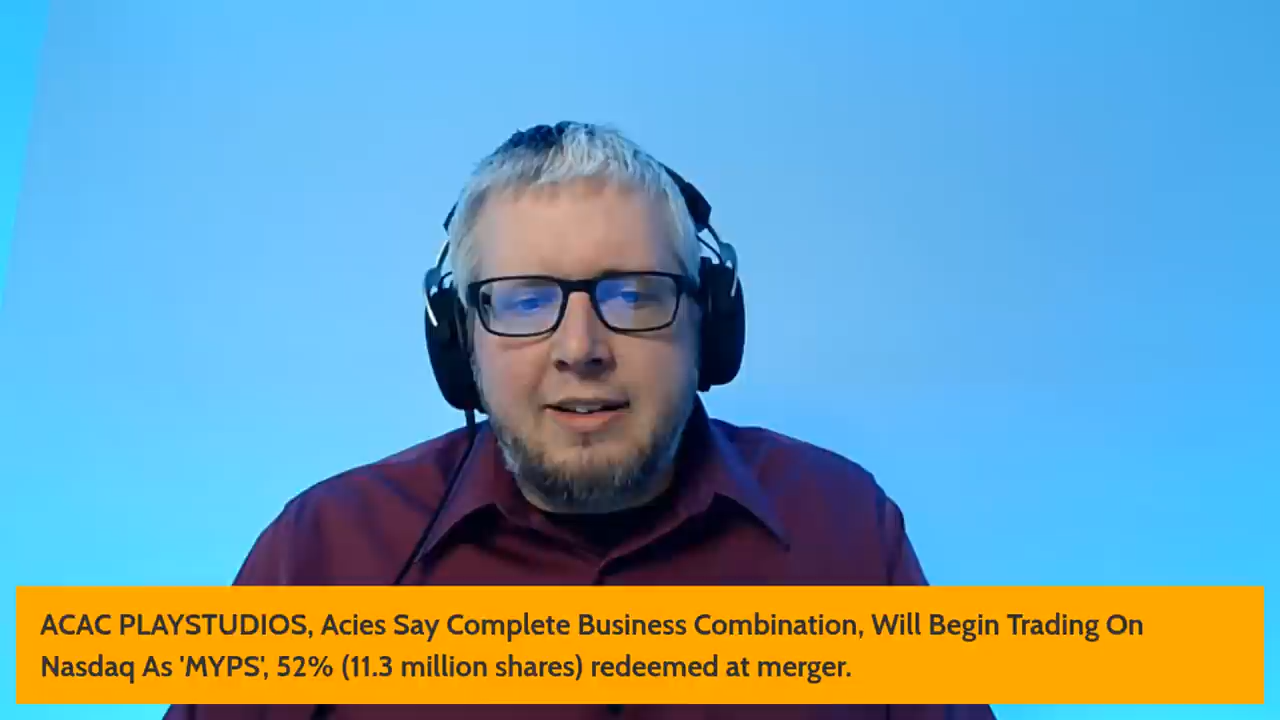 ACAC PLAYSTUDIOS, Acies Say Complete Business Combination, Will Begin Trading On
Nasdaq As 'MYPS', 52% (11.3 million shares) redeemed at merger.